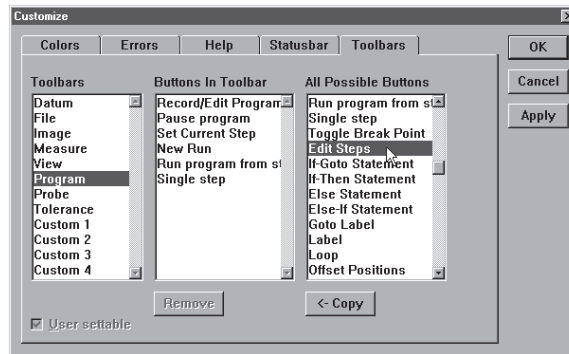 Customize
Colors Errors Help Statusbar Toolbars
OK
Cancel
Apply
Toolbars
Datum
File
Image
Measure
View
Program
Probe
Tolerance
Custom 1
Custom 2
Custom 3
Custom 4
Buttons In Toolbar
Record/Edit Program
Pause program
Set Current Step
New Run
Run program from st
Single step
All Possible Buttons
Run program from st
Single step
Toggle Break Point
Edit Steps
If-Goto Statement
If-Then Statement
Else Statement
Else-If Statement
Goto Label
Label
Loop
Offset Positions
Remove
<- Copy
User settable